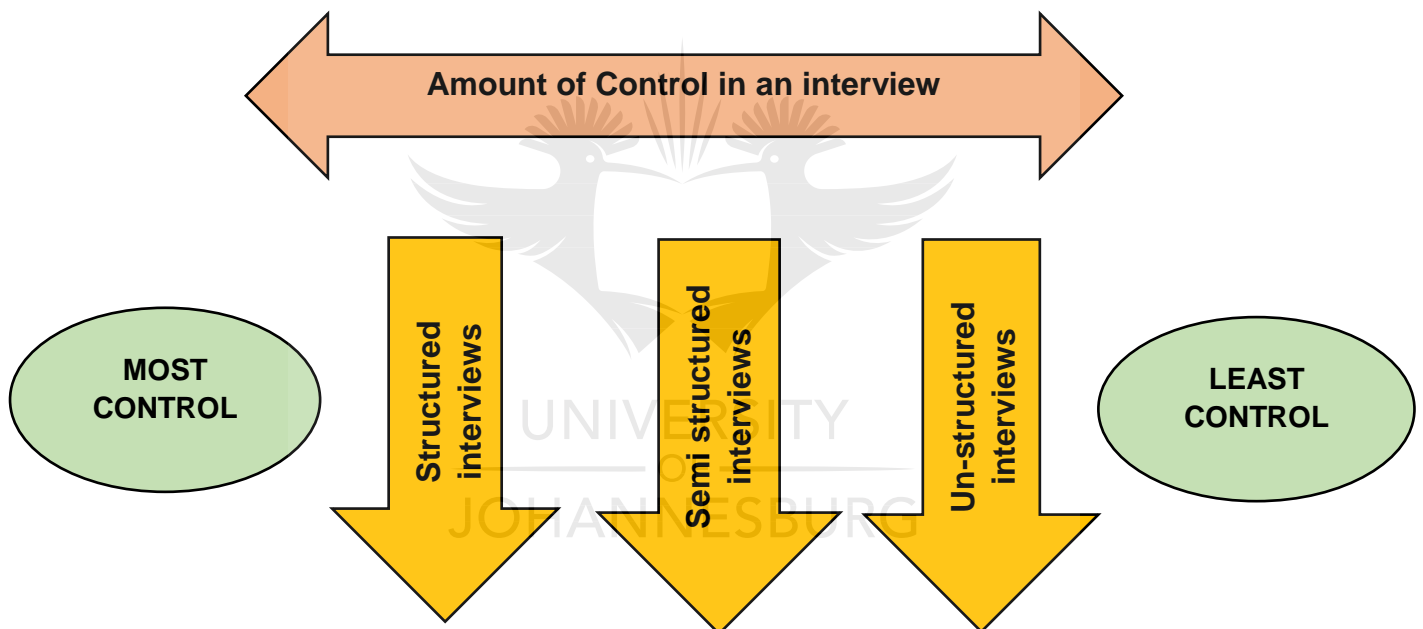 Amount of Control in an interview
MOST
CONTROL
Structured
interviews
Semi structured
interviews
Un-structured
interviews
LEAST
CONTROL
UNIVERSITY
OF
JOHANNESBURG